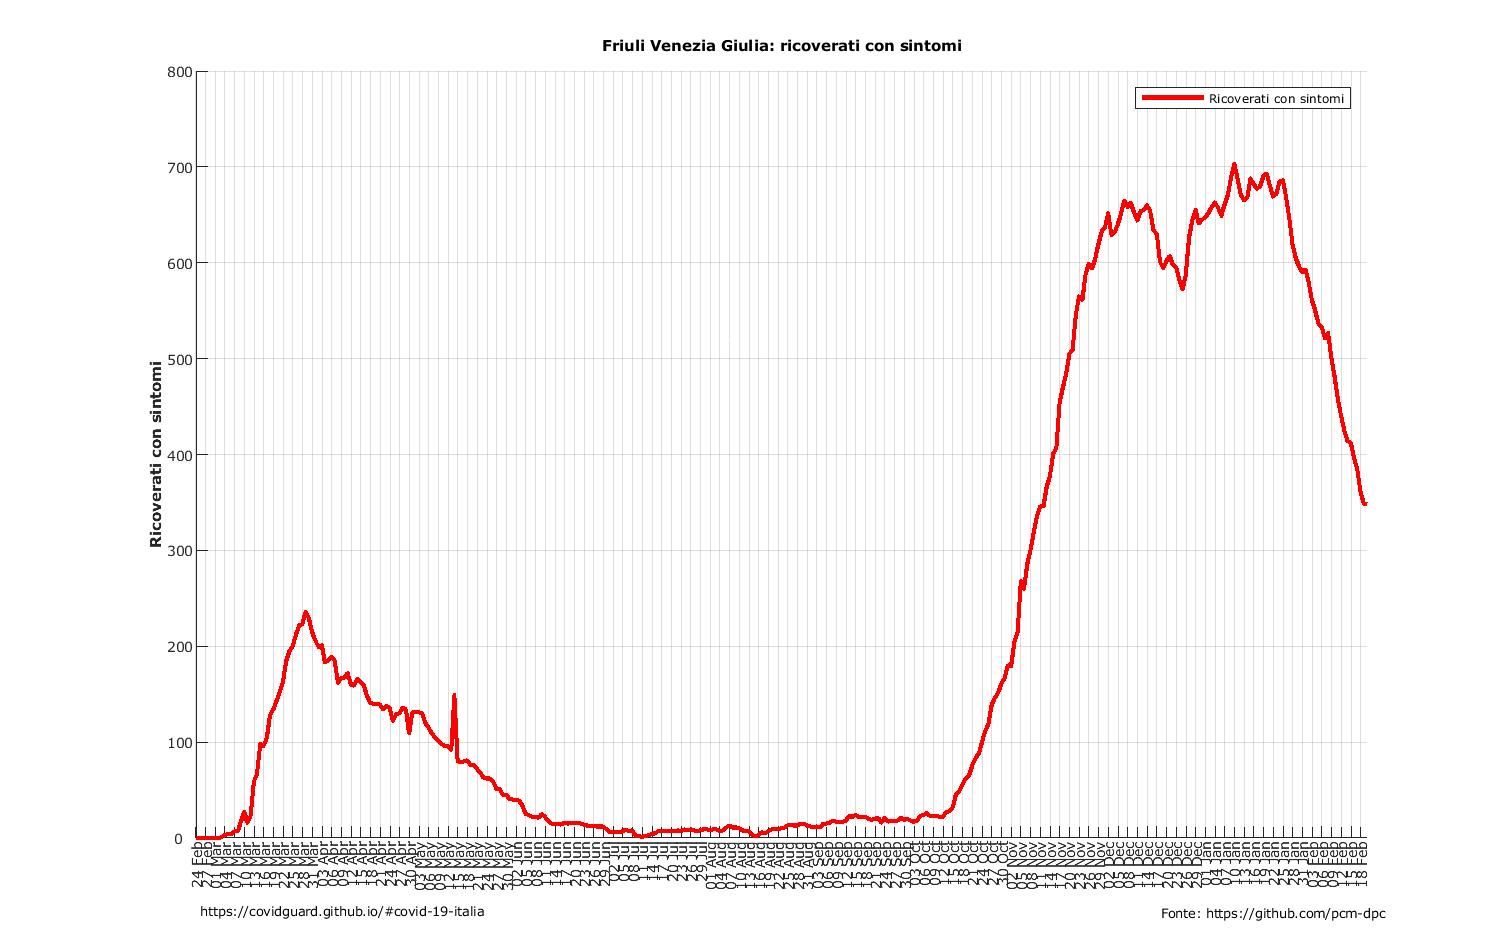 Friuli Venezia Giulia: ricoverati con sintomi
Ricoverati con sintomi
Ricoverati con sintomi
800
700
600
500
400
300
200
100
0
24 Feb
27 Feb
01 Mar
04 Mar
07 Mar
10 Mar
13 Mar
16 Mar
19 Mar
22 Mar
25 Mar
28 Mar
31 Mar
03 Apr
06 Apr
09 Apr
12 Apr
15 Apr
18 Apr
21 Apr
24 Apr
27 Apr
30 Apr
03 May
06 May
09 May
12 May
15 May
18 May
21 May
24 May
27 May
30 May
02 Jun
05 Jun
08 Jun
11 Jun
14 Jun
17 Jun
20 Jun
23 Jun
26 Jun
29 Jun
02 Jul
05 Jul
08 Jul
11 Jul
14 Jul
17 Jul
20 Jul
23 Jul
26 Jul
29 Jul
01 Aug
04 Aug
07 Aug
10 Aug
13 Aug
16 Aug
19 Aug
22 Aug
25 Aug
28 Aug
31 Aug
03 Sep
06 Sep
09 Sep
12 Sep
15 Sep
18 Sep
21 Sep
24 Sep
27 Sep
30 Sep
03 Oct
06 Oct
09 Oct
12 Oct
15 Oct
18 Oct
21 Oct
24 Oct
27 Oct
30 Oct
02 Nov
05 Nov
08 Nov
11 Nov
14 Nov
17 Nov
20 Nov
23 Nov
26 Nov
29 Nov
02 Dec
05 Dec
08 Dec
11 Dec
14 Dec
17 Dec
20 Dec
23 Dec
26 Dec
29 Dec
01 Jan
04 Jan
07 Jan
10 Jan
13 Jan
16 Jan
19 Jan
22 Jan
25 Jan
28 Jan
31 Jan
03 Feb
06 Feb
09 Feb
12 Feb
15 Feb
18 Feb
https://covidguard.github.io/#covid-19-italia
Fonte: https://github.com/pcm-dpc